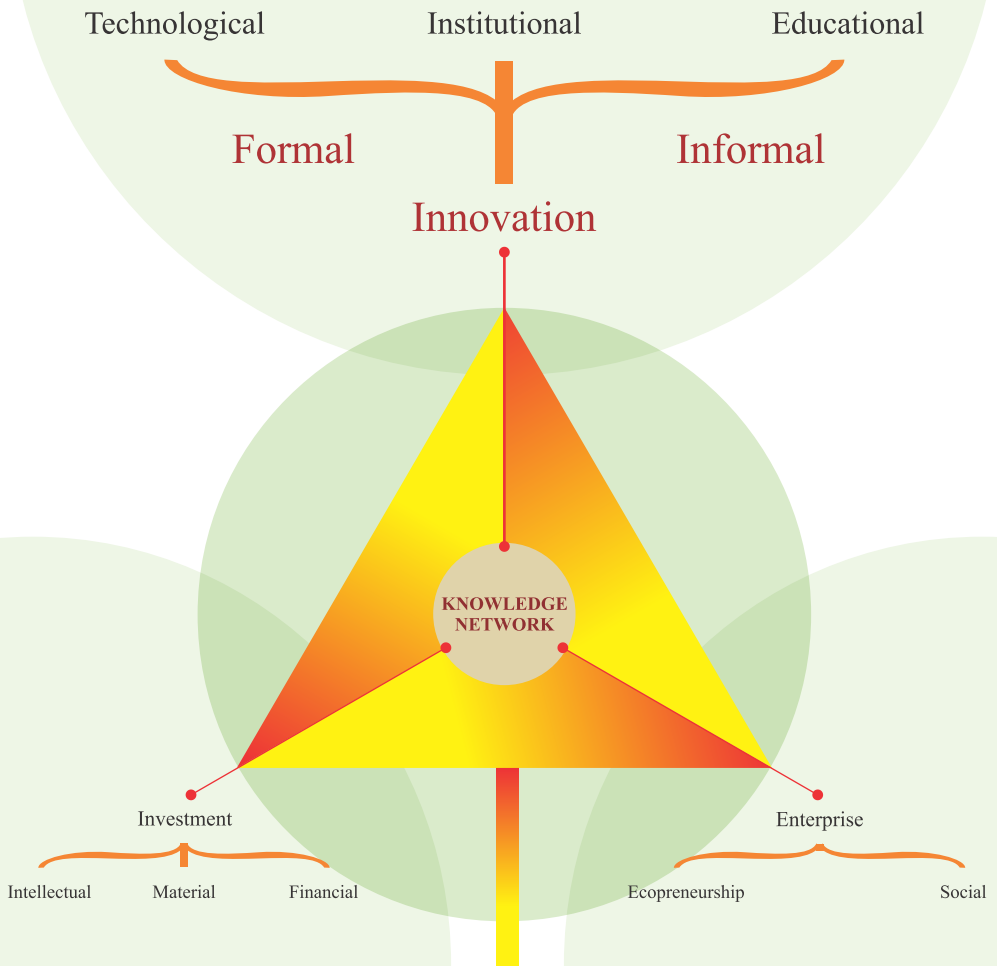 Technological Institutional Educational
Formal Informal
Innovation
KNOWLEDGE
NETWORK
Investment Enterprise
Intellectual Material Financial Ecopreneurship Social